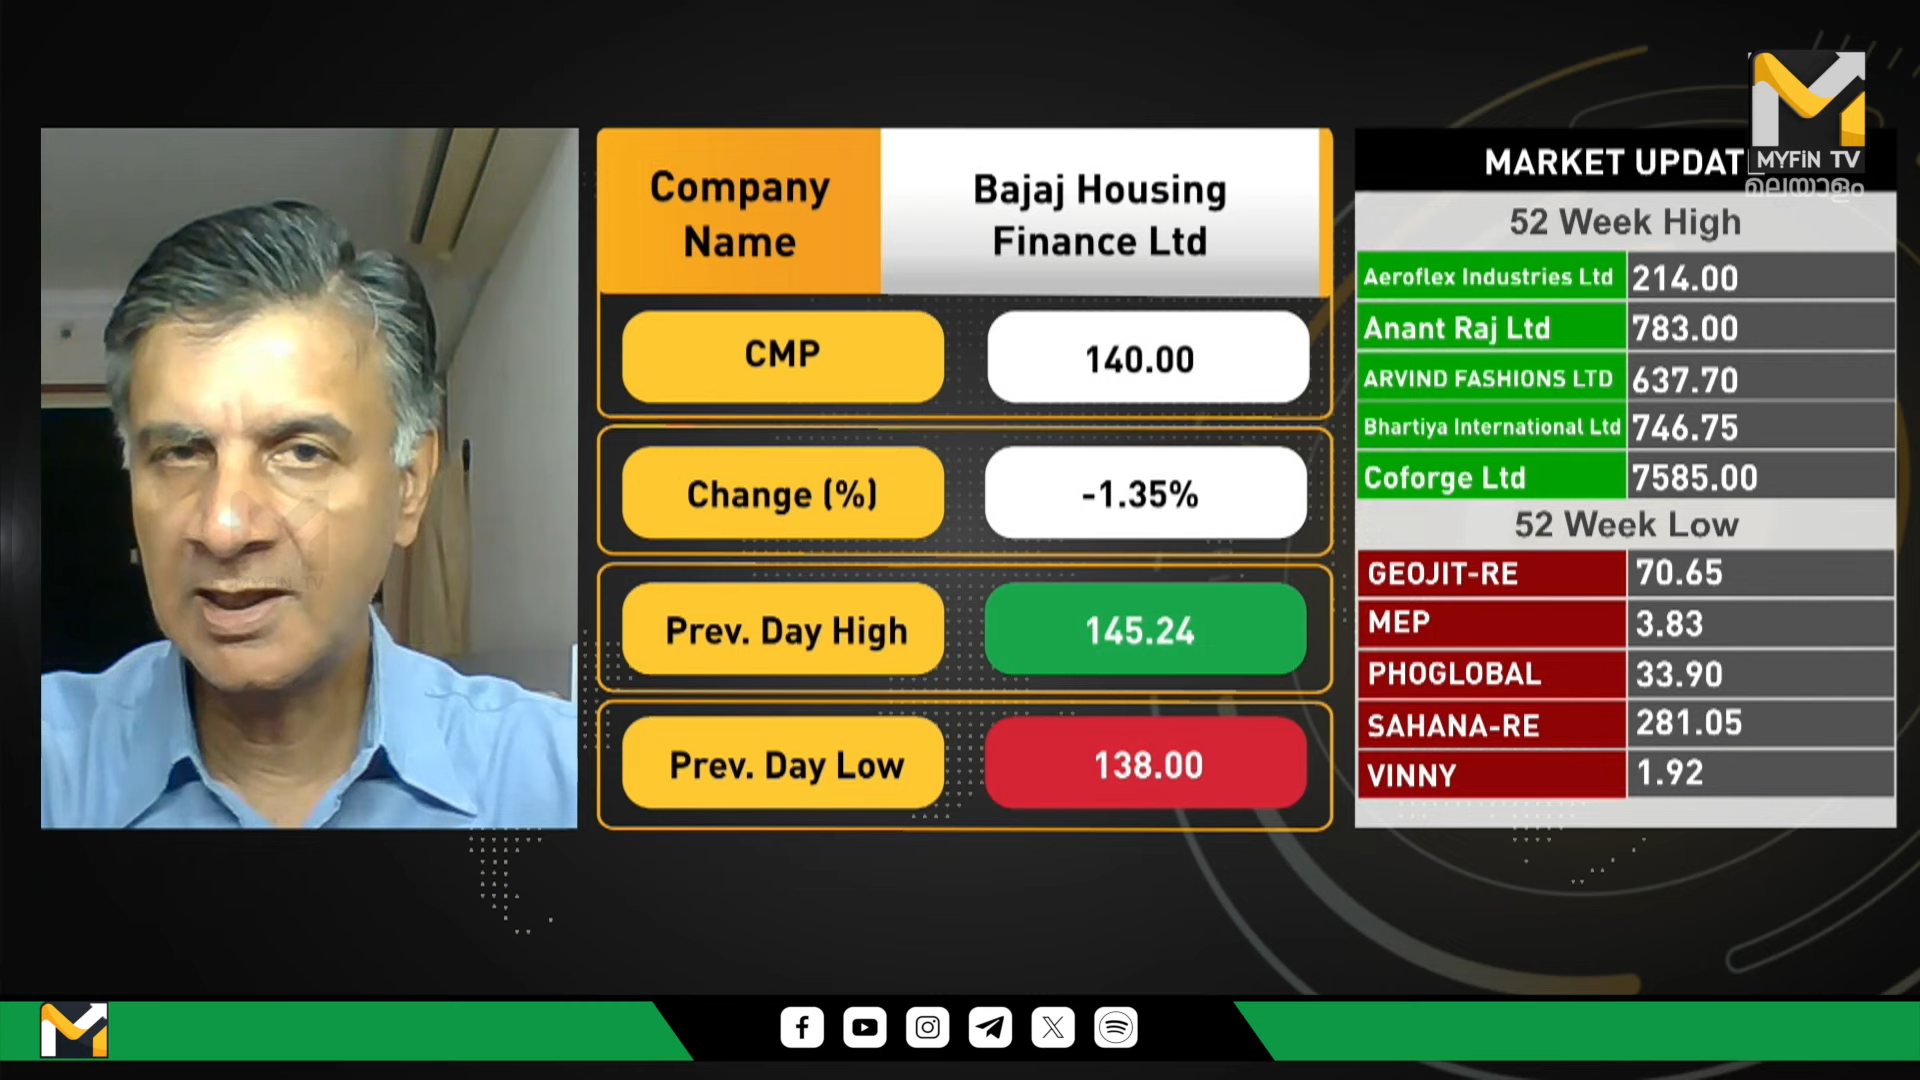 Company
Name
Bajaj Housing
Finance Ltd
CMP
140.00
Change (%)
-1.35%
Prev. Day High
145.24
Prev. Day Low
138.00
MARKET UPDAT
MYFiN TV
മലയാളം
52 Week High
Aeroflex Industries Ltd 214.00
Anant Raj Ltd 783.00
ARVIND FASHIONS LTD 637.70
Bhartiya International Ltd 746.75
Coforge Ltd 7585.00
52 Week Low
GEOJIT-RE 70.65
MEP 3.83
PHOGLOBAL 33.90
SAHANA-RE 281.05
VINNY 1.92
MYFiN TV